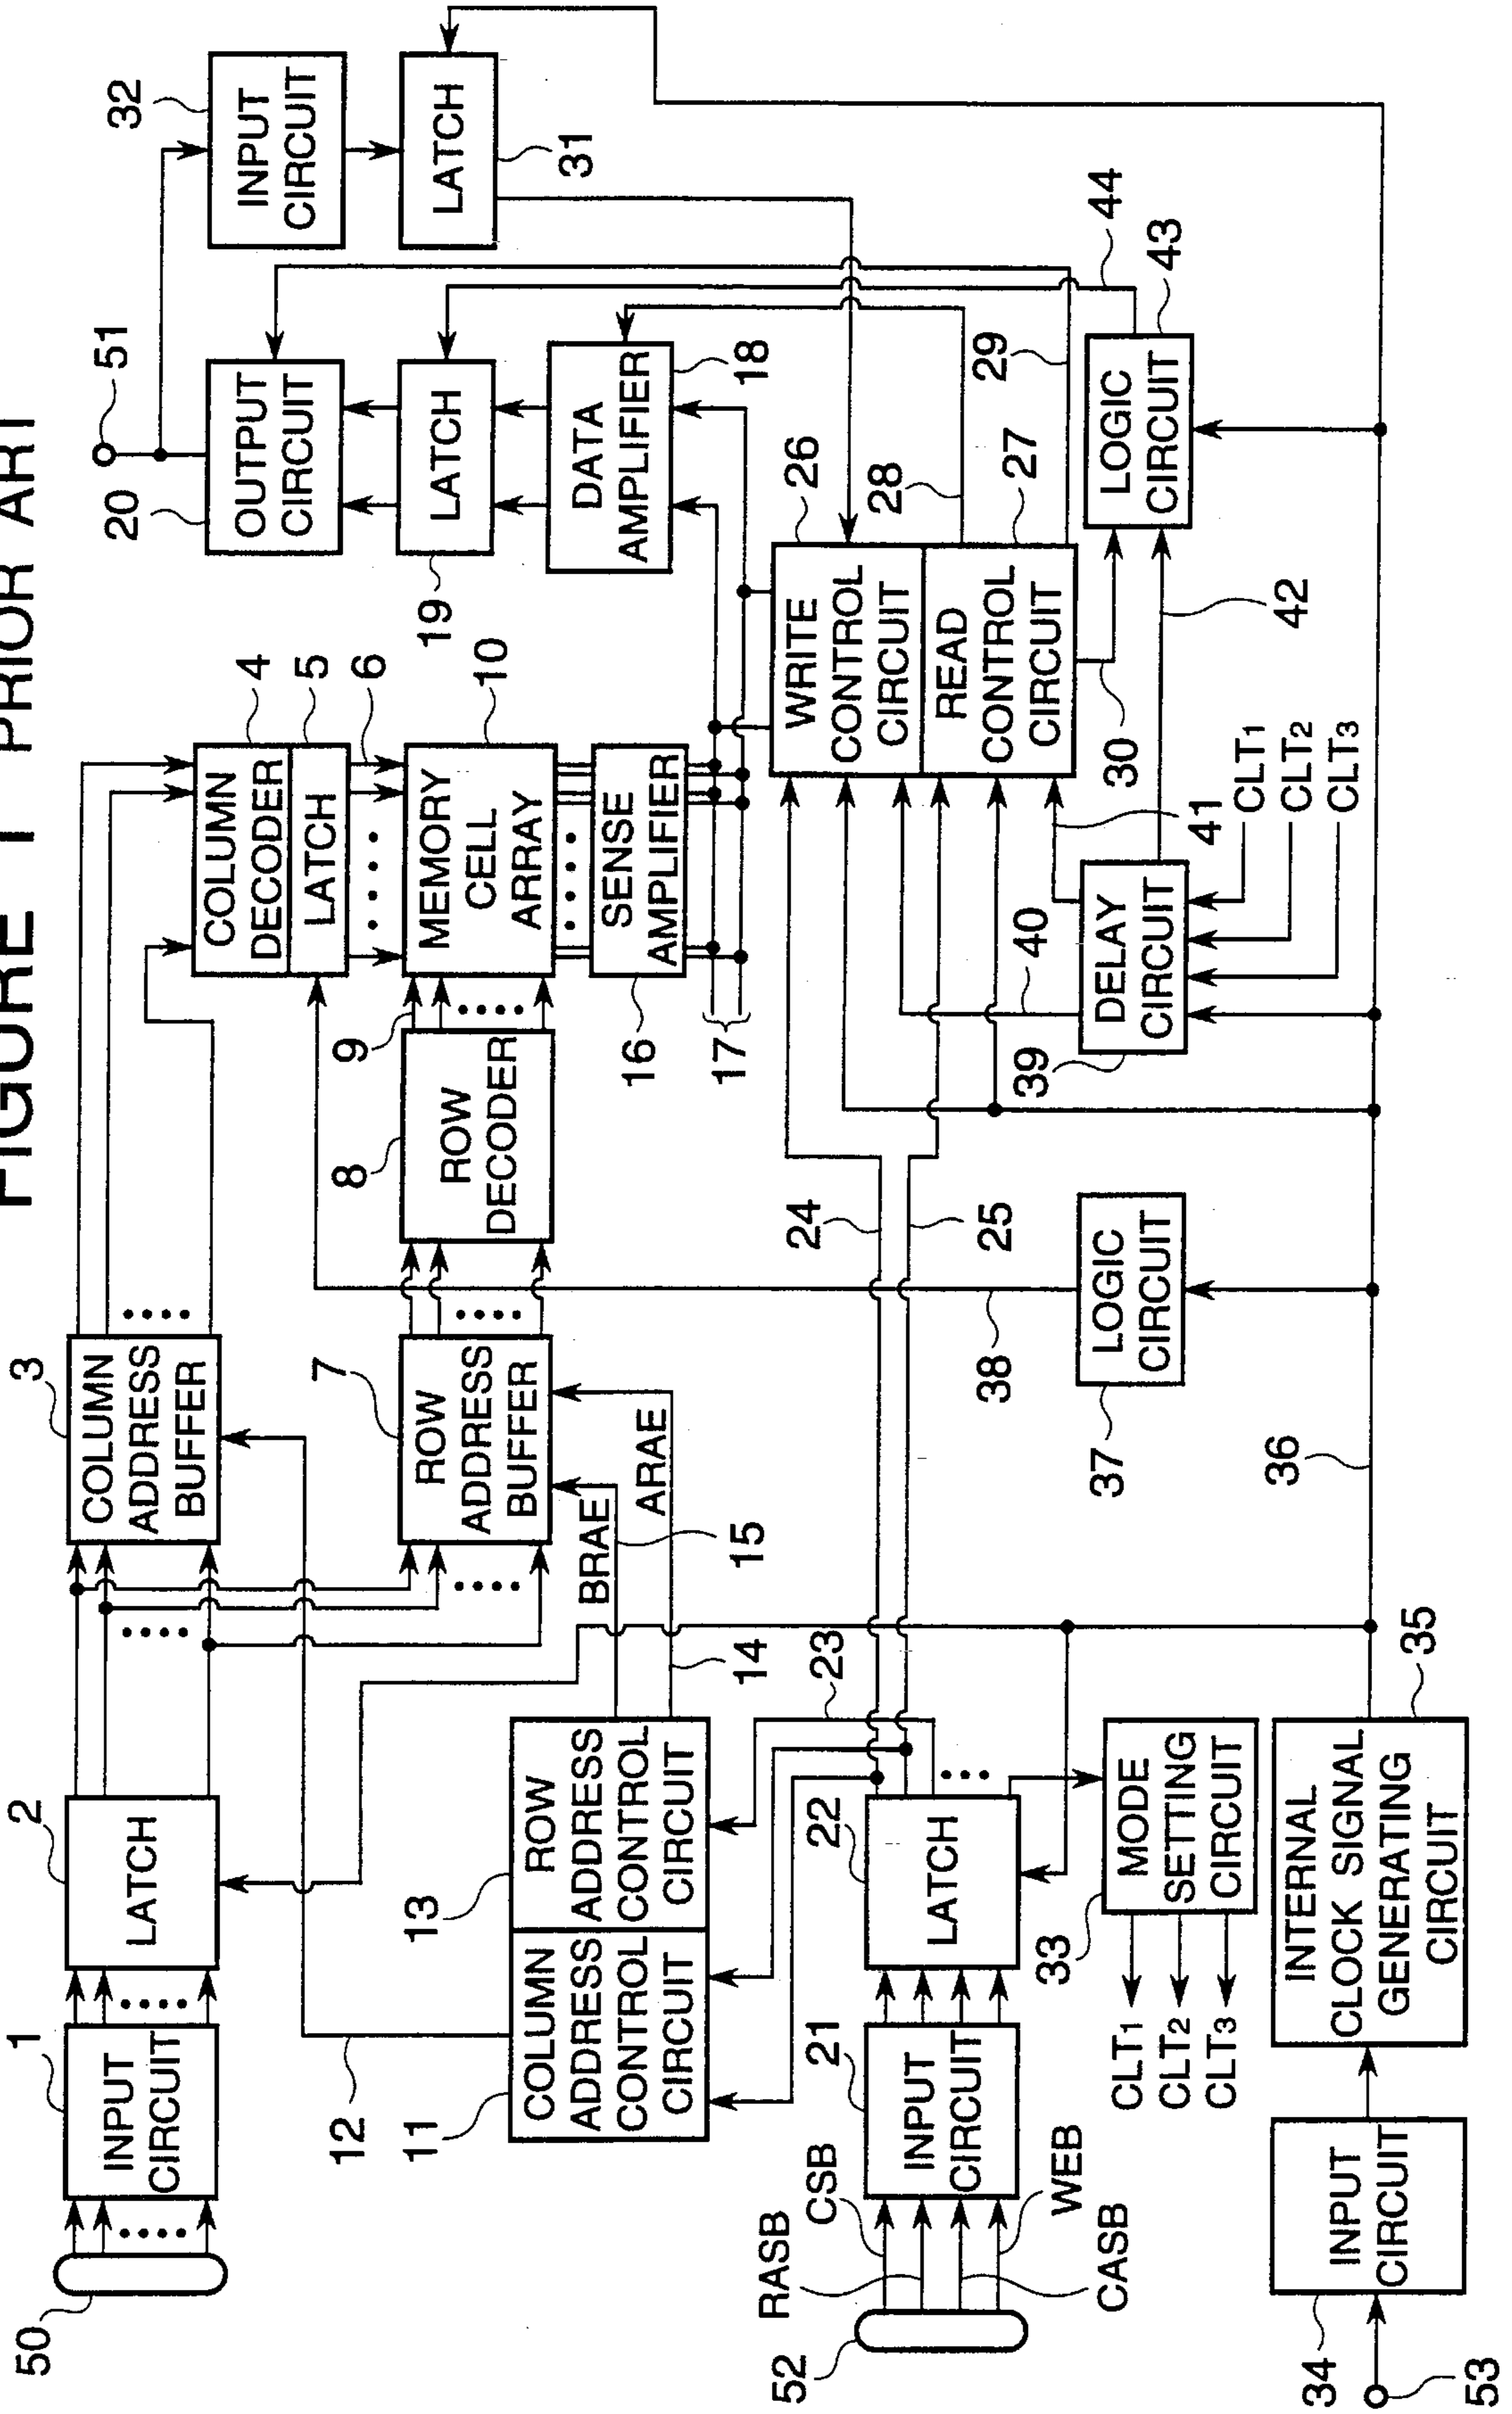 FIGURE 1 PRIOR ART
50
1
INPUT
CIRCUIT
2
LATCH
3
COLUMN
ADDRESS
BUFFER
4
COLUMN
DECODER
5
LATCH
6
20
51
OUTPUT
CIRCUIT
32
INPUT
CIRCUIT
12
7
ROW
ADDRESS
BUFFER
8
ROW
DECODER
9
10
MEMORY
CELL
ARRAY
19
LATCH
LATCH
31
11
COLUMN
ADDRESS
CONTROL
CIRCUIT
13
ROW
ADDRESS
CONTROL
CIRCUIT
BRAE
ARAE
14
15
16
SENSE
AMPLIFIER
17
DATA
AMPLIFIER
18
52
RASB
CSB
CASB
WEB
21
INPUT
CIRCUIT
22
LATCH
23
24
25
26
WRITE
CONTROL
CIRCUIT
READ
CONTROL
CIRCUIT
27
28
29
30
33
MODE
SETTING
CIRCUIT
CLT1
CLT2
CLT3
37
LOGIC
CIRCUIT
38
39
DELAY
CIRCUIT
40
41
CLT1
CLT2
CLT3
42
LOGIC
CIRCUIT
43
44
53
34
INPUT
CIRCUIT
INTERNAL
CLOCK SIGNAL
GENERATING
CIRCUIT
35
36